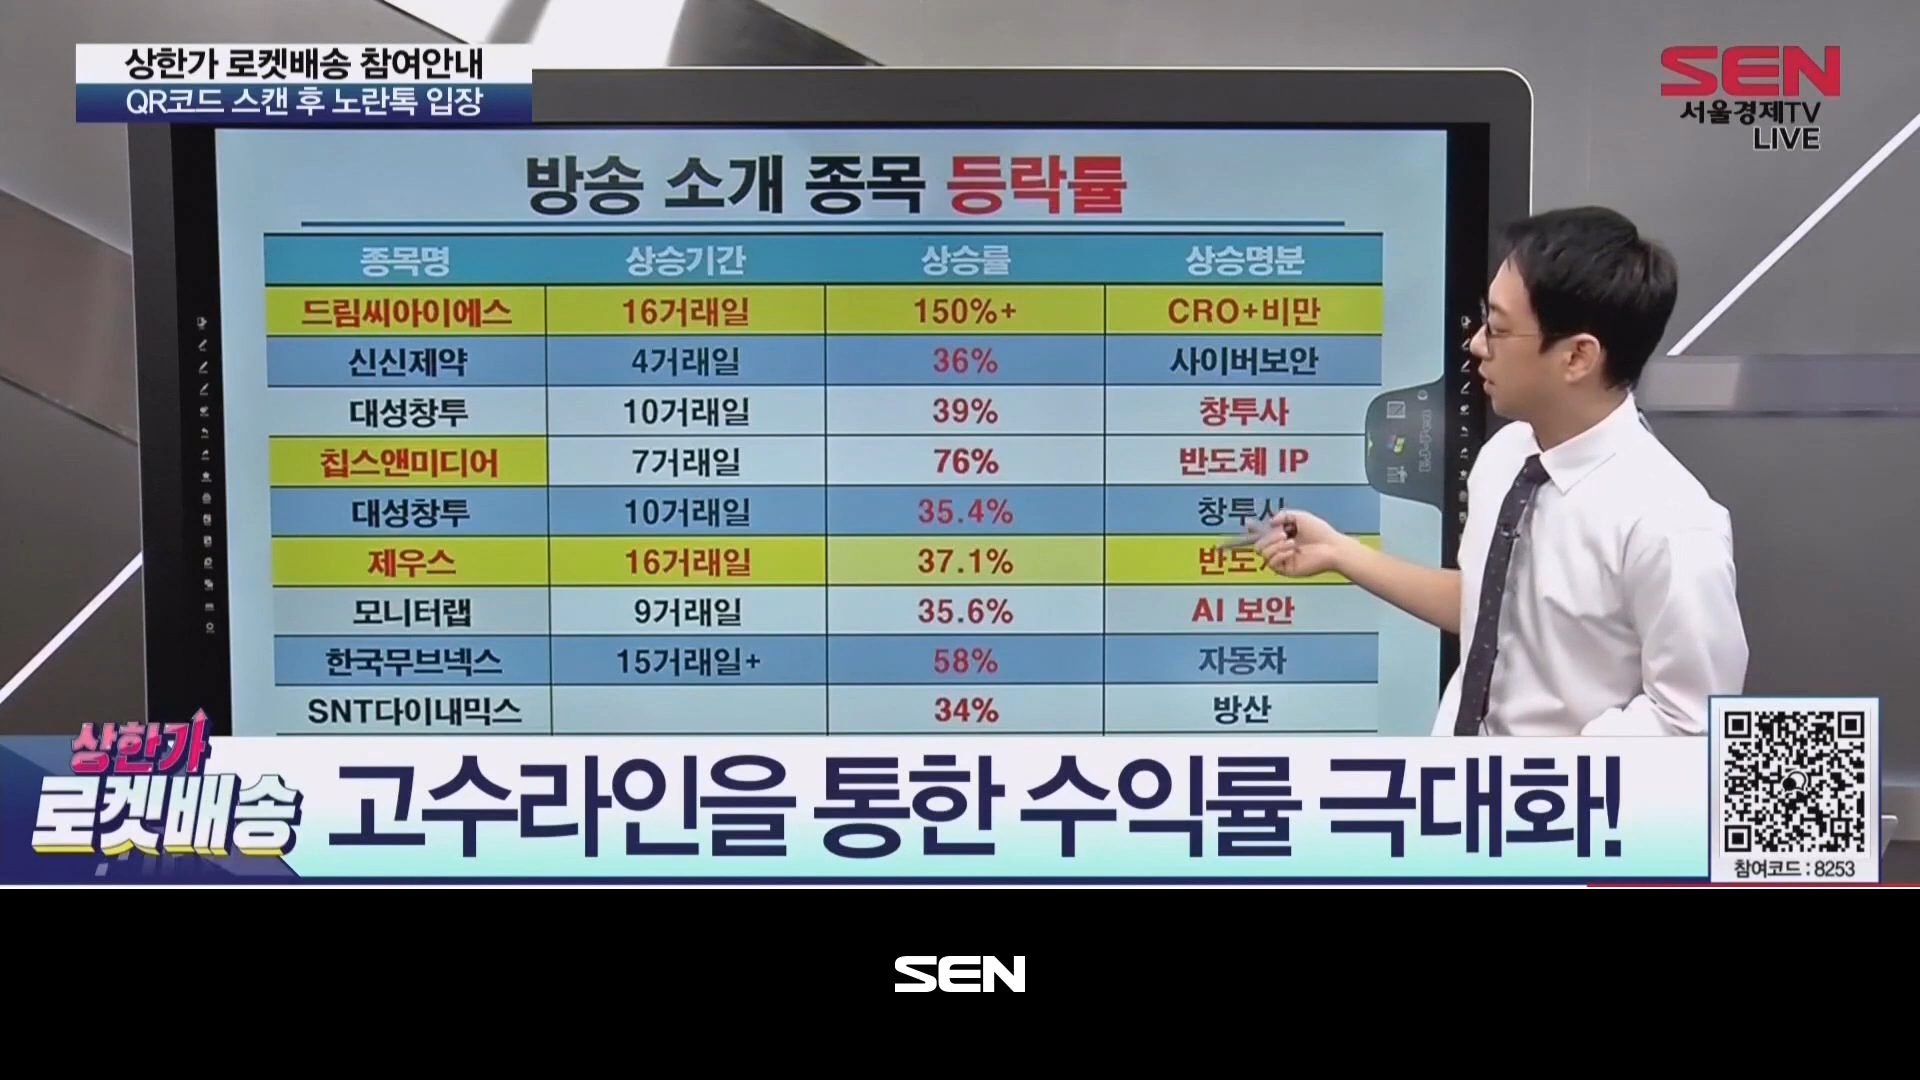 상한가 로켓배송 참여안내
QR코드 스캔 후 노란톡 입장
SEN
서울경제TV
LIVE
방송 소개 종목 등락률
종목명 상승기간 상승률 상승명분
드림씨아이에스 16거래일 150%+ CRO+비만
신신제약 4거래일 36% 사이버보안
대성창투 10거래일 39% 창투사
칩스앤미디어 7거래일 76% 반도체 IP
대성창투 10거래일 35.4% 창투사
제우스 16거래일 37.1% 반도
모니터랩 9거래일 35.6% AI 보안
한국무브넥스 15거래일+ 58% 자동차
SNT다이내믹스 34% 방산
상한가
로켓배송
고수라인을 통한 수익률 극대화!
참여코드 : 8253
SEN